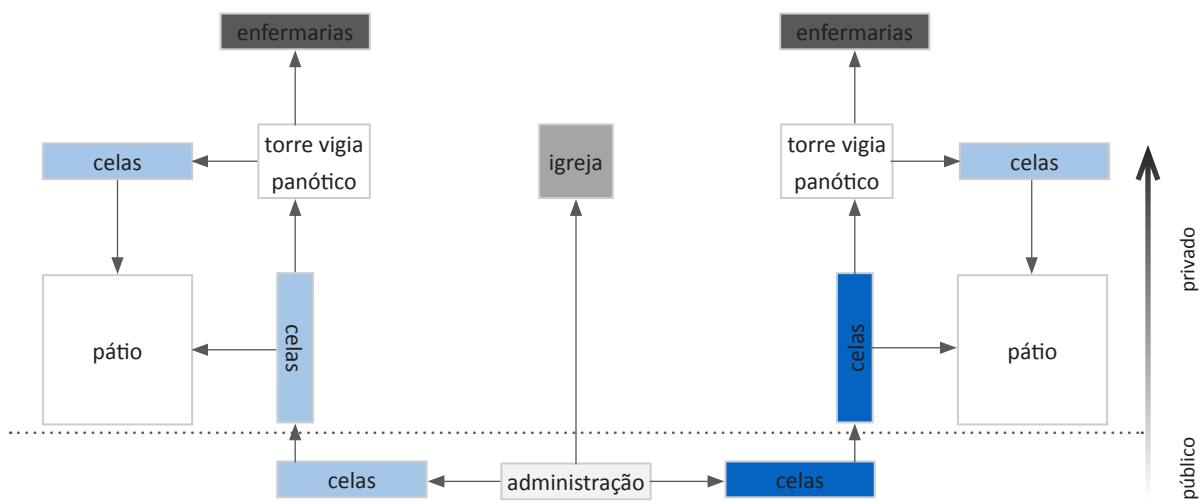 enfermarias
enfermarias
torre vigia
panótico
torre vigia
panótico
celas
igreja
celas
privado
pátio
celas
celas
pátio
celas
administração
celas
público